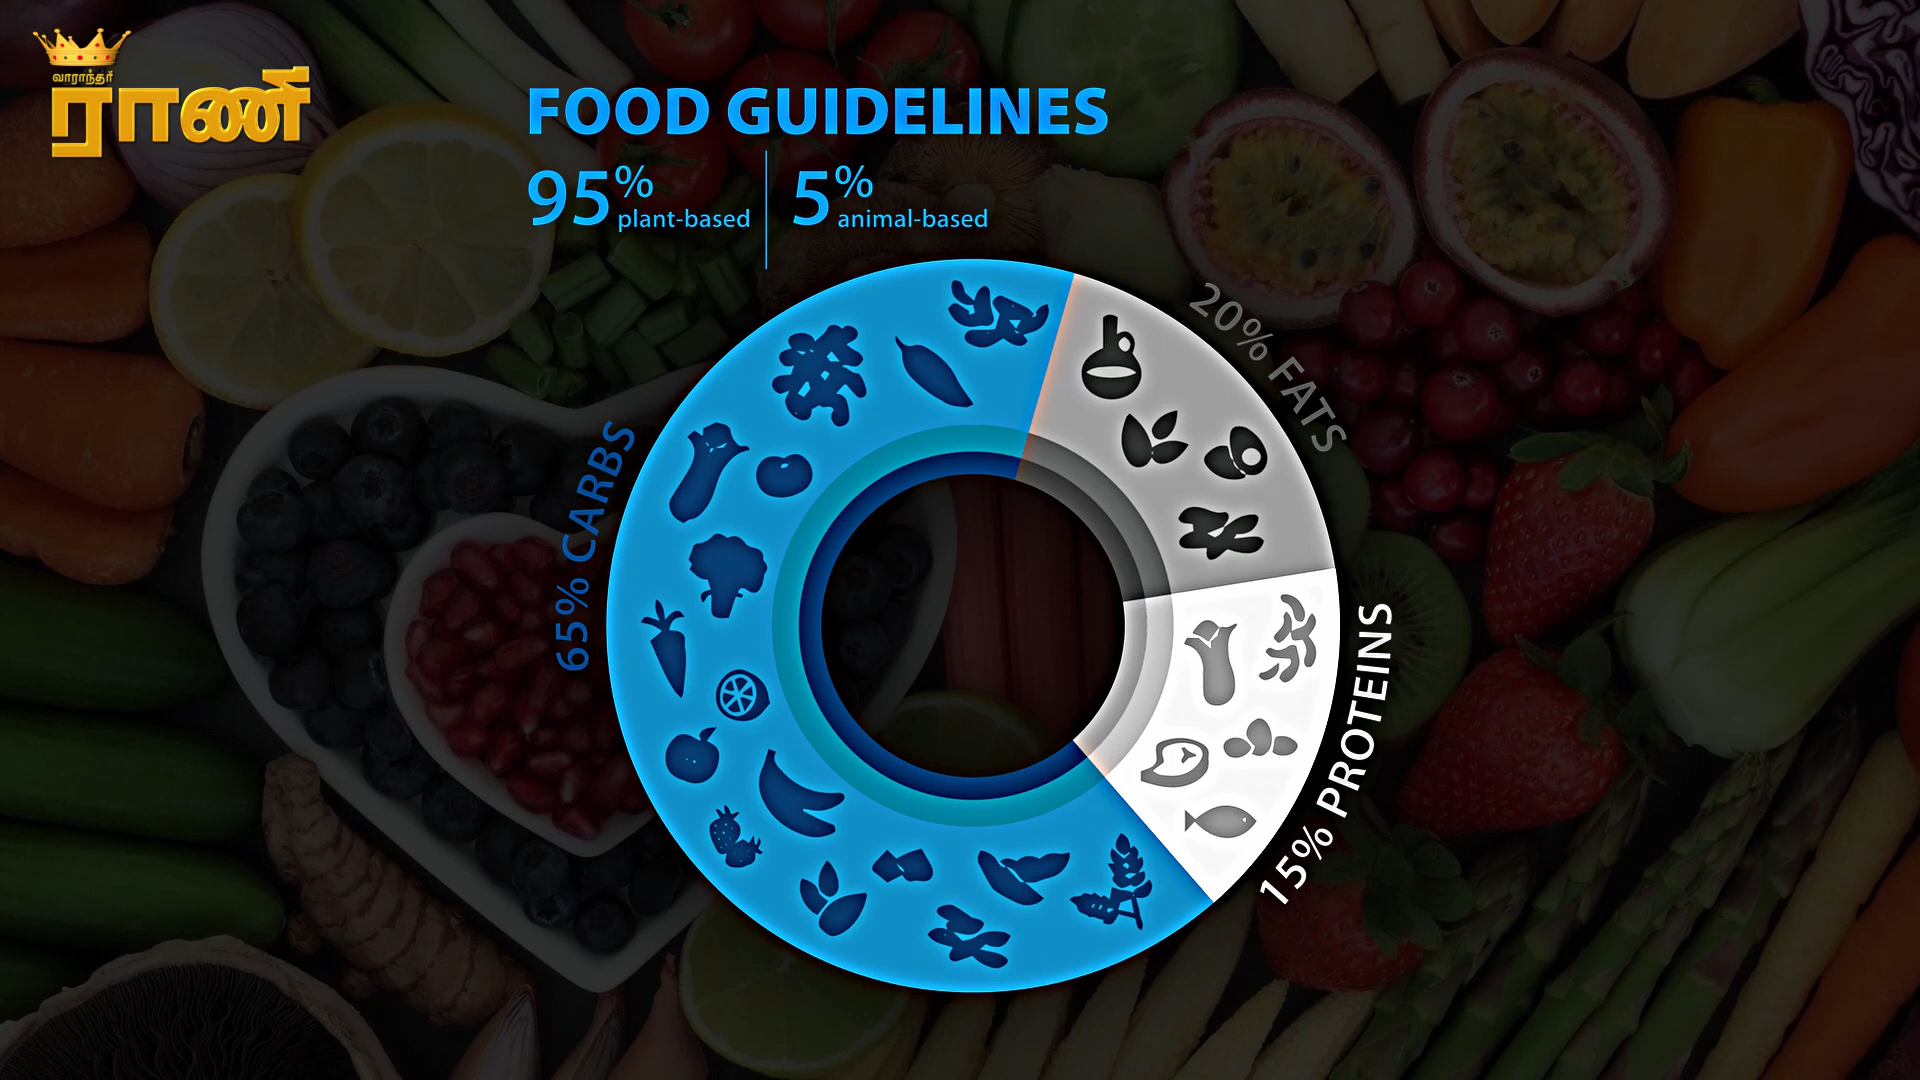 வாராந்தர்
ராணி
FOOD GUIDELINES
95% plant-based
5% animal-based
20% FATS
65% CARBS
15% PROTEINS